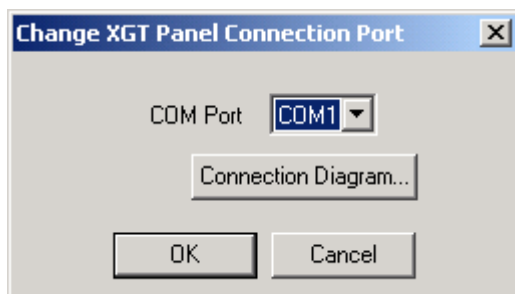 Change XGT Panel Connection Port
COM Port COM1
Connection Diagram...
OK Cancel